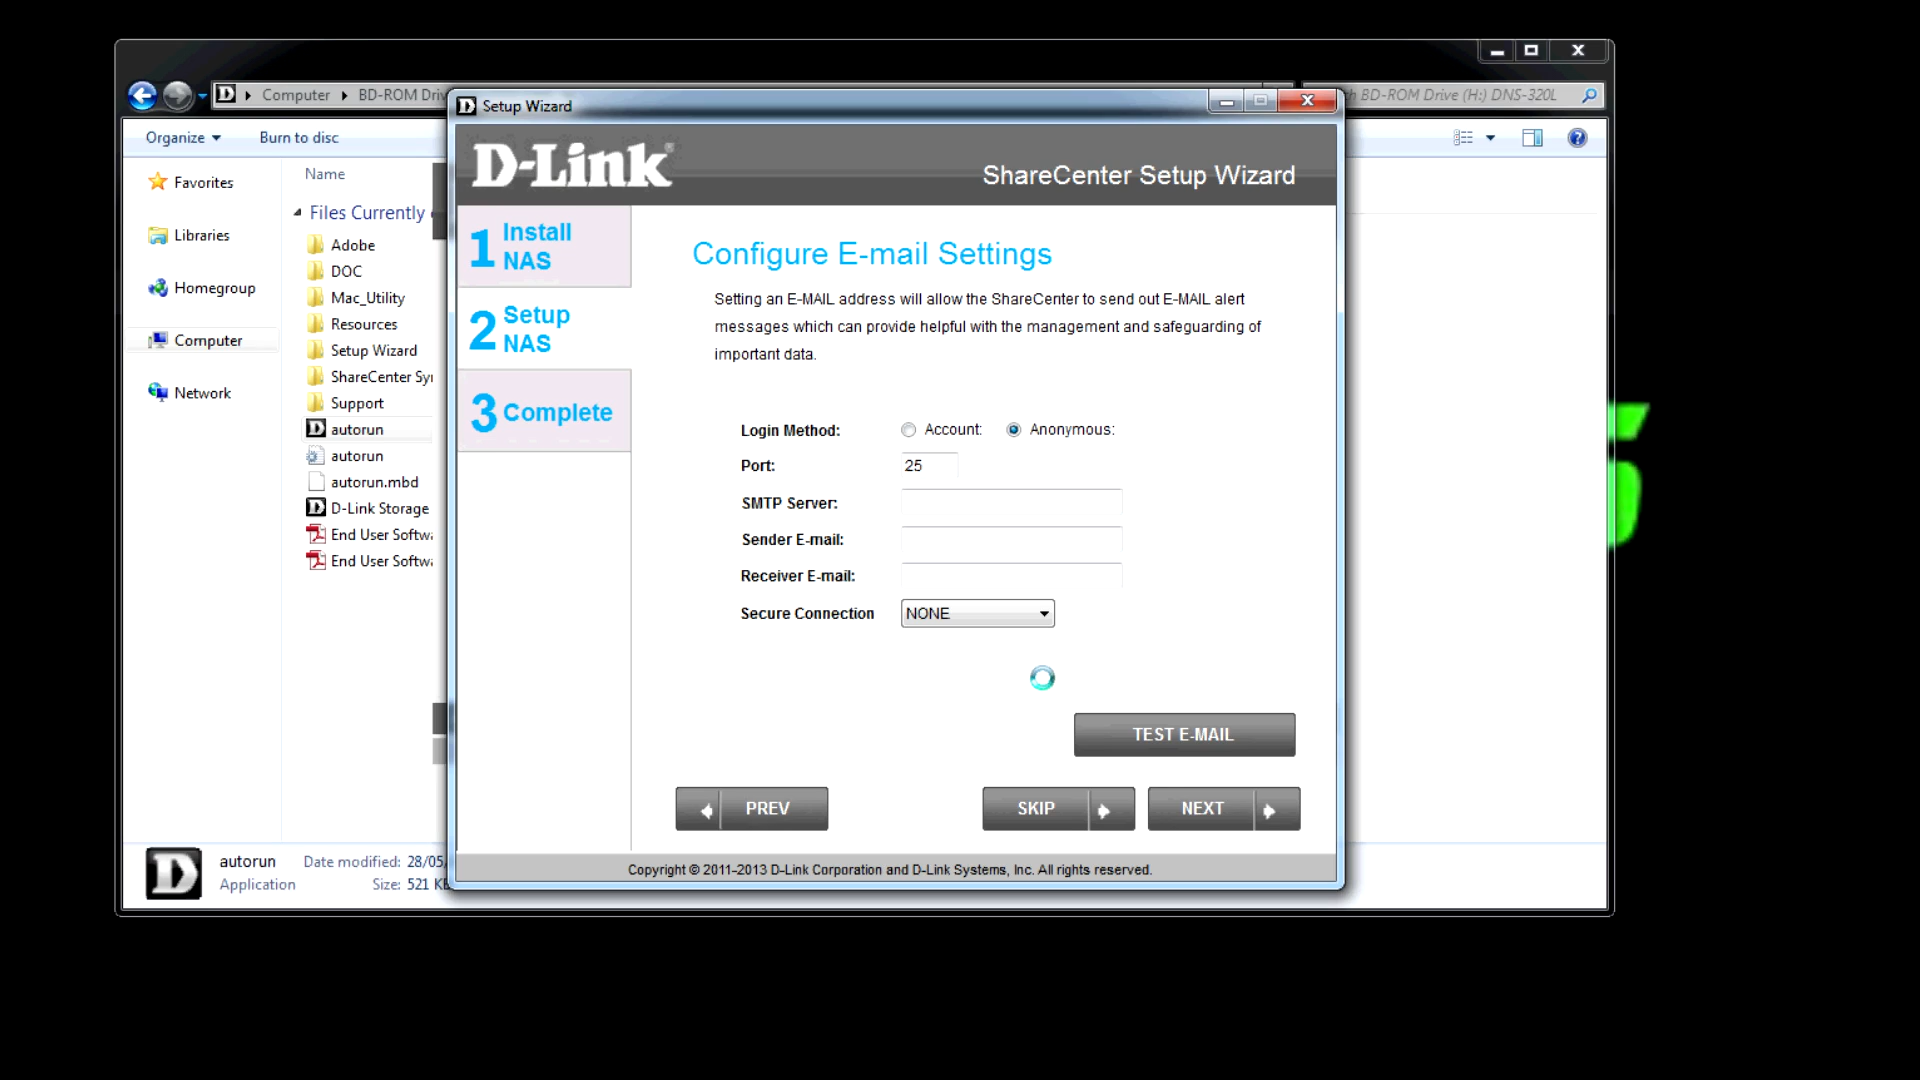 Computer
BD-ROM
BD-ROM Drive (H:) DNS-320L
Setup Wizard
Organize
Burn to disc
D-Link
ShareCenter Setup Wizard
Favorites
Libraries
Homegroup
Computer
Network
Name
Files Currently
Adobe
DOC
Mac_Utility
Resources
Setup Wizard
ShareCenter
Support
autorun
autorun
autorun.mbd
D-Link Storage
End User
End User
1 Install
NAS
2 Setup
NAS
3 Complete
Configure E-mail Settings
Setting an E-MAIL address will allow the ShareCenter to send out E-MAIL alert
messages which can provide helpful with the management and safeguarding of
important data.
Login Method: Account: Anonymous:
Port: 25
SMTP Server:
Sender E-mail:
Receiver E-mail:
Secure Connection NONE
TEST E-MAIL
PREV
SKIP
NEXT
Copyright © 2011-2013 D-Link Corporation and D-Link Systems, Inc. All rights reserved.
D
autorun Date modified: 28/05
Application Size: 521